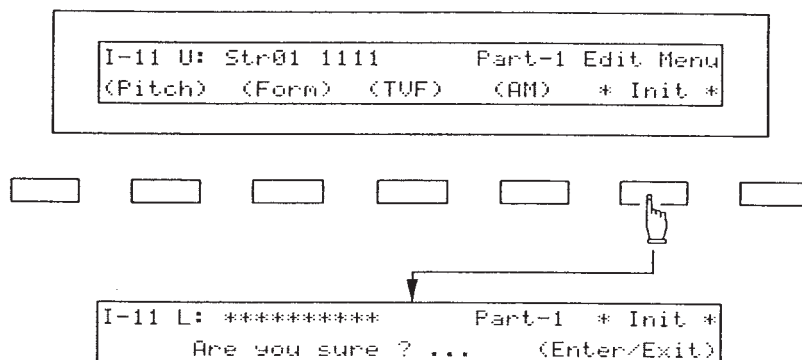 I-11 U: Str01 1111 Part-1 Edit Menu
(Pitch) (Form) (TVF) (AM) * Init *
I-11 L: ********** Part-1 * Init *
Are you sure ? ... (Enter/Exit)